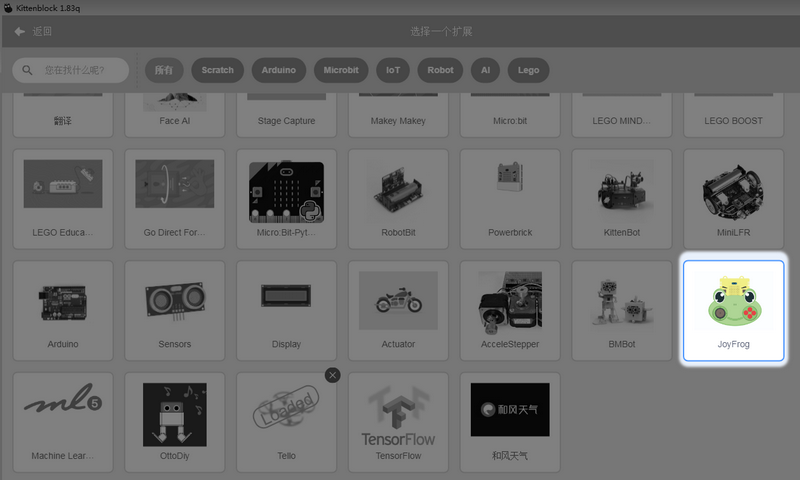 Kittenblock 1.83q
返回
选择一个扩展
您在找什么呢?
所有
Scratch
Arduino
Microbit
IoT
Robot
AI
Lego
翻译
Face AI
Stage Capture
Makey Makey
Micro:bit
LEGO MIND...
LEGO BOOST
LEGO Educa...
Go Direct For...
Micro:Bit-Pyt...
RobotBit
Powerbrick
KittenBot
MiniLFR
Arduino
Sensors
Display
Actuator
AcceleStepper
BMBot
JoyFrog
ml5
Machine Lear...
OttoDiy
Loaded
Tello
TensorFlow
TensorFlow
和风天气
和风天气